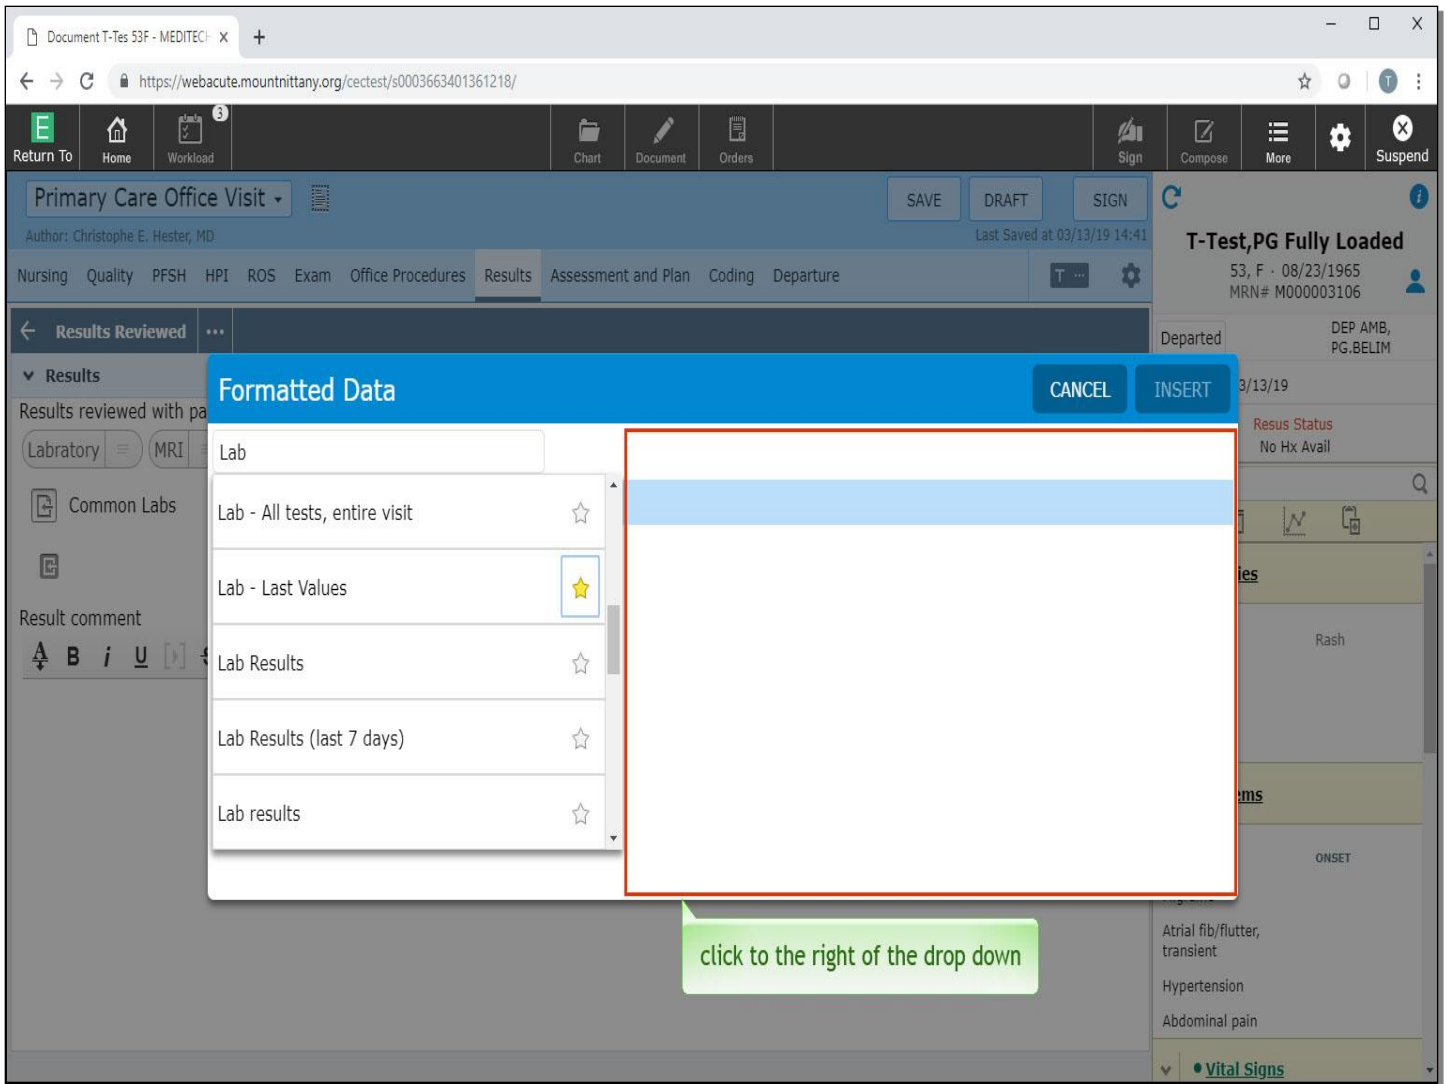 Document T-Tes 53F - MEDITECH
https://webacute.mountnittany.org/cectest/s0003663401361218/
E
3
Return To Home Workload Chart Document Orders Sign Compose More Suspend
Primary Care Office Visit
SAVE DRAFT SIGN
Author: Christophe E. Hester, MD
Last Saved at 03/13/19 14:41
Nursing Quality PFSH HPI ROS Exam Office Procedures Results Assessment and Plan Coding Departure
T ...
T-Test,PG Fully Loaded
53, F · 08/23/1965
MRN# M000003106
Results Reviewed ...
Departed
DEP AMB,
PG.BELIM
Results
3/13/19
Results reviewed with pa
Labratory MRI
Resus Status
No Hx Avail
Formatted Data
CANCEL INSERT
Lab
Lab - All tests, entire visit
Lab - Last Values
Lab Results
Lab Results (last 7 days)
Lab results
Common Labs
Result comment
A B i U
ies
Rash
ems
ONSET
Atrial fib/flutter,
transient
Hypertension
Abdominal pain
Vital Signs
click to the right of the drop down